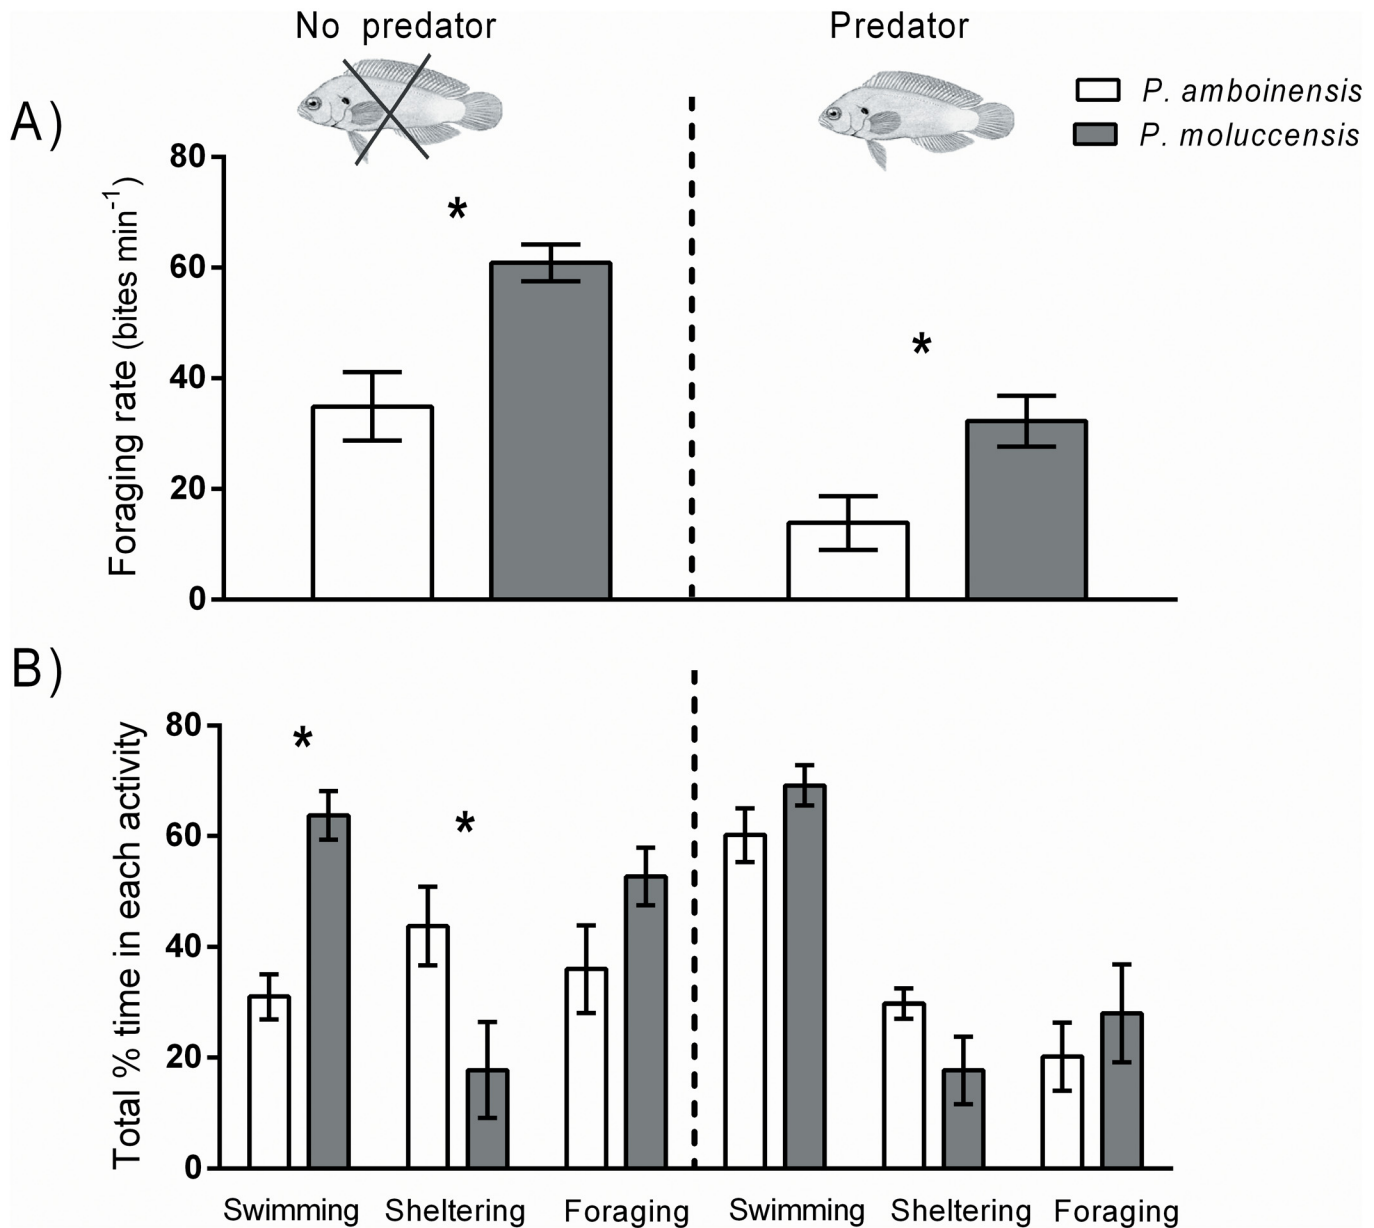 No predator
Predator
P. amboinensis
P. moluccensis
A)
Foraging rate (bites min⁻¹)
80
60
40
20
0
*
*
B)
Total % time in each activity
80
60
40
20
0
*
*
Swimming Sheltering Foraging Swimming Sheltering Foraging